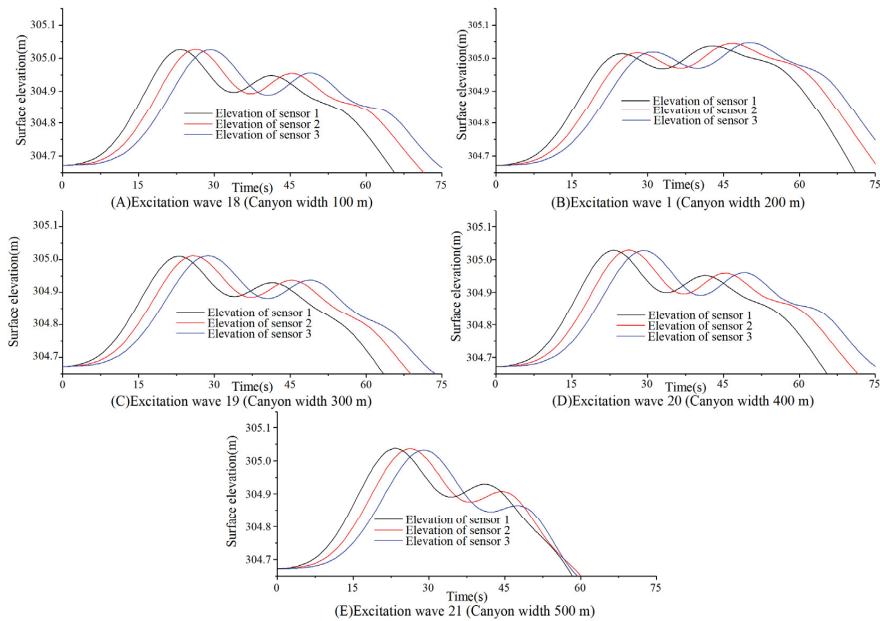 305.1
305.0
304.9
304.8
304.7
Surface elevation(m)
Elevation of sensor 1
Elevation of sensor 2
Elevation of sensor 3
0 15 30 45 60 75
Time(s)
(A)Excitation wave 18 (Canyon width 100 m)
305.1
305.0
304.9
304.8
304.7
Surface elevation(m)
Elevation of sensor 1
Elevation of sensor 2
Elevation of sensor 3
0 15 30 45 60 75
Time(s)
(B)Excitation wave 1 (Canyon width 200 m)
305.1
305.0
304.9
304.8
304.7
Surface elevation(m)
Elevation of sensor 1
Elevation of sensor 2
Elevation of sensor 3
0 15 30 45 60 75
Time(s)
(C)Excitation wave 19 (Canyon width 300 m)
305.1
305.0
304.9
304.8
304.7
Surface elevation(m)
Elevation of sensor 1
Elevation of sensor 2
Elevation of sensor 3
0 15 30 45 60 75
Time(s)
(D)Excitation wave 20 (Canyon width 400 m)
305.1
305.0
304.9
304.8
304.7
Surface elevation(m)
Elevation of sensor 1
Elevation of sensor 2
Elevation of sensor 3
0 15 30 45 60 75
Time(s)
(E)Excitation wave 21 (Canyon width 500 m)